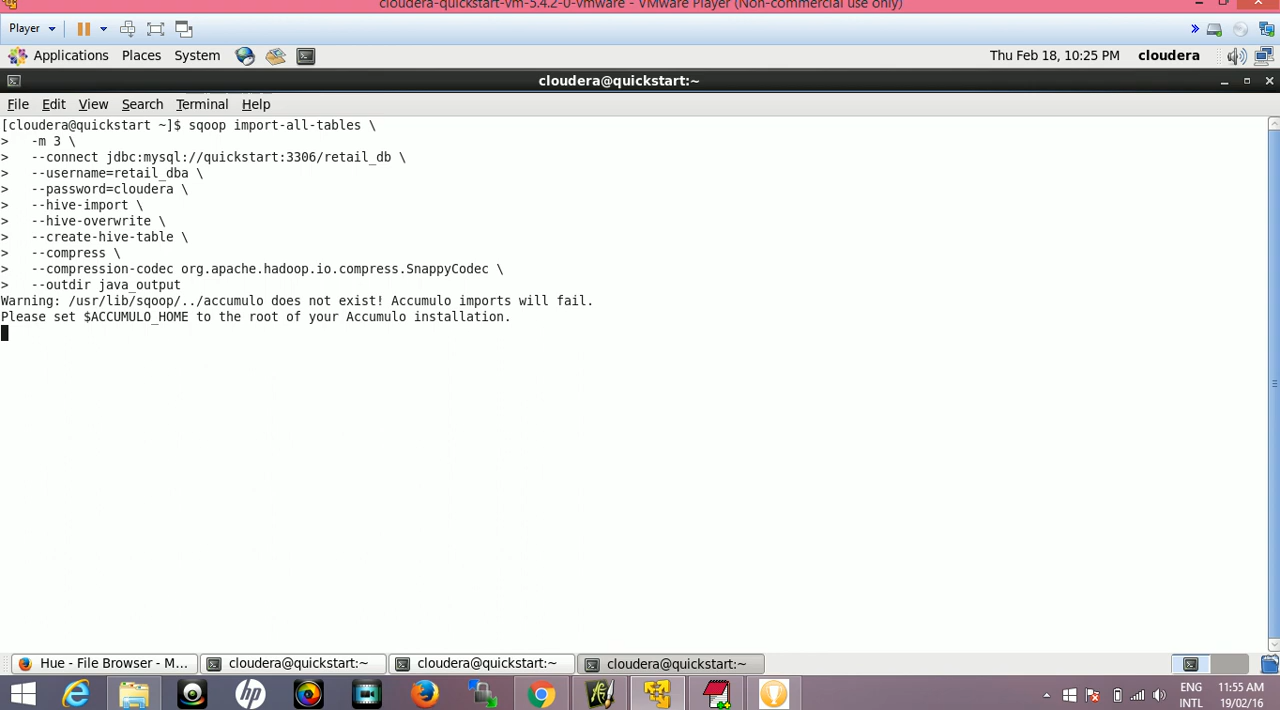 cloudera-quickstart-vm-5.4.2-0-vmware - VMware Player (Non-commercial use only)
Player
Applications Places System Thu Feb 18, 10:25 PM cloudera
cloudera@quickstart:~
File Edit View Search Terminal Help
[cloudera@quickstart ~]$ sqoop import-all-tables \
> -m 3 \
> --connect jdbc:mysql://quickstart:3306/retail_db \
> --username=retail_dba \
> --password=cloudera \
> --hive-import \
> --hive-overwrite \
> --create-hive-table \
> --compress \
> --compression-codec org.apache.hadoop.io.compress.SnappyCodec \
> --outdir java_output
Warning: /usr/lib/sqoop/../accumulo does not exist! Accumulo imports will fail.
Please set $ACCUMULO_HOME to the root of your Accumulo installation.
Hue - File Browser - M... cloudera@quickstart:~ cloudera@quickstart:~ cloudera@quickstart:~
hp
ENG 11:55 AM
INTL 19/02/16